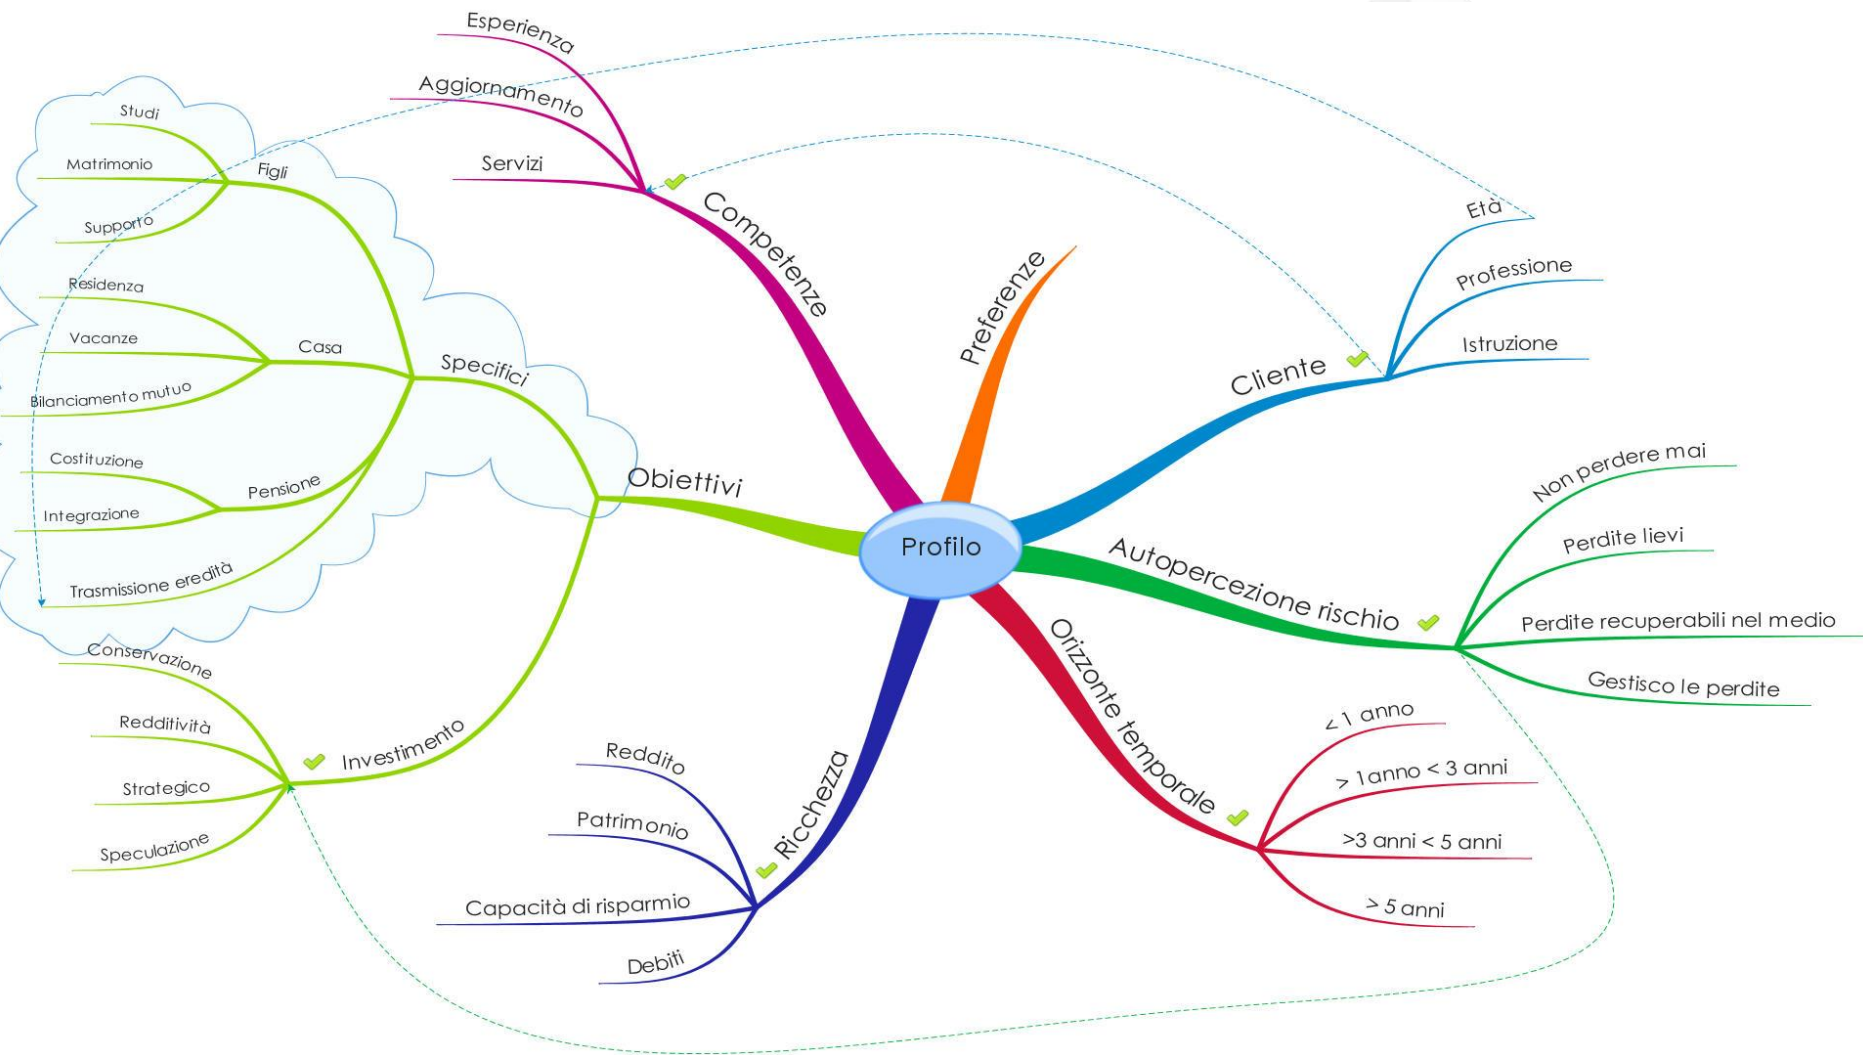 Profilo
Competenze
Esperienza
Aggiornamento
Servizi
Preferenze
Cliente
Età
Professione
Istruzione
Autopercezione rischio
Non perdere mai
Perdite lievi
Perdite recuperabili nel medio
Gestisco le perdite
Orizzonte temporale
< 1 anno
> 1anno < 3 anni
>3 anni < 5 anni
> 5 anni
Ricchezza
Reddito
Patrimonio
Capacità di risparmio
Debiti
Obiettivi
Specifici
Figli
Studi
Matrimonio
Supporto
Casa
Residenza
Vacanze
Bilanciamento mutuo
Pensione
Costituzione
Integrazione
Trasmissione eredità
Investimento
Conservazione
Redditività
Strategico
Speculazione